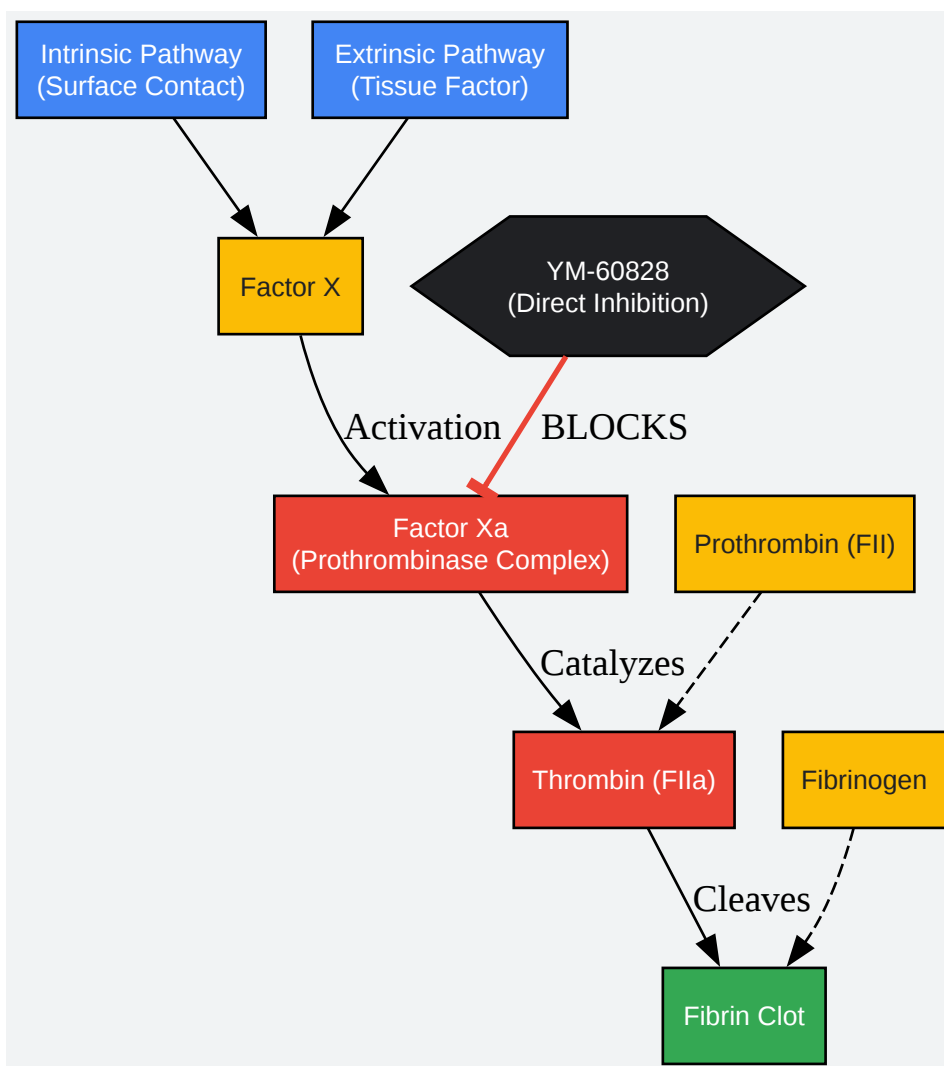 Intrinsic Pathway
(Surface Contact)
Extrinsic Pathway
(Tissue Factor)
Factor X
YM-60828
(Direct Inhibition)
Activation
BLOCKS
Factor Xa
(Prothrombinase Complex)
Prothrombin (FII)
Catalyzes
Thrombin (FIIa)
Fibrinogen
Cleaves
Fibrin Clot